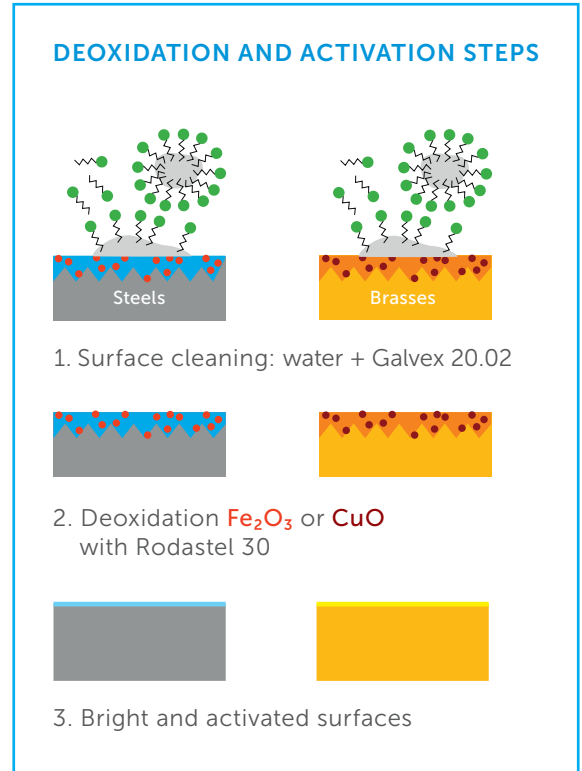 DEOXIDATION AND ACTIVATION STEPS
Steels
Brasses
1. Surface cleaning: water + Galvex 20.02
2. Deoxidation Fe₂O₃ or CuO
with Rodastel 30
3. Bright and activated surfaces